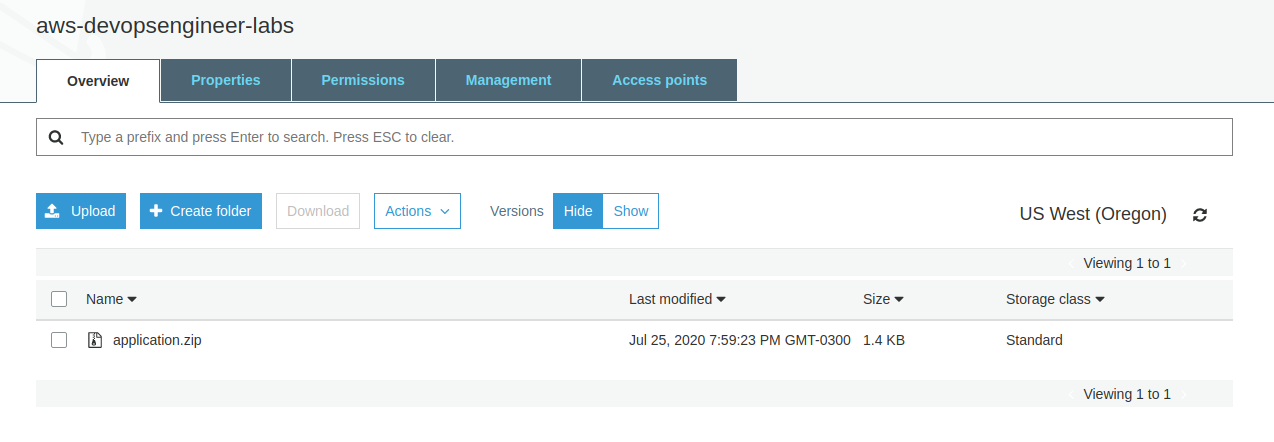 aws-devopsengineer-labs
Overview Properties Permissions Management Access points
Type a prefix and press Enter to search. Press ESC to clear.
Upload Create folder Download Actions Versions Hide Show US West (Oregon)
Viewing 1 to 1
Name Last modified Size Storage class
application.zip Jul 25, 2020 7:59:23 PM GMT-0300 1.4 KB Standard
Viewing 1 to 1